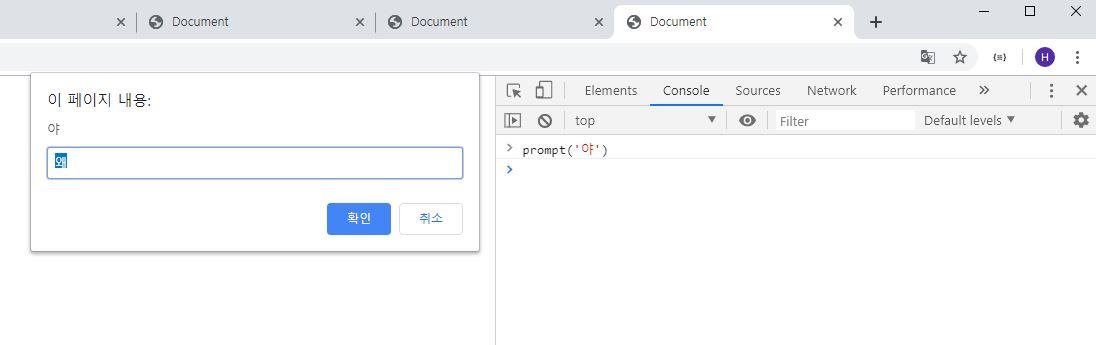 Document
Document
Document
H
이 페이지 내용:
야
왜
확인
취소
Elements
Console
Sources
Network
Performance
top
Filter
Default levels
prompt('야')